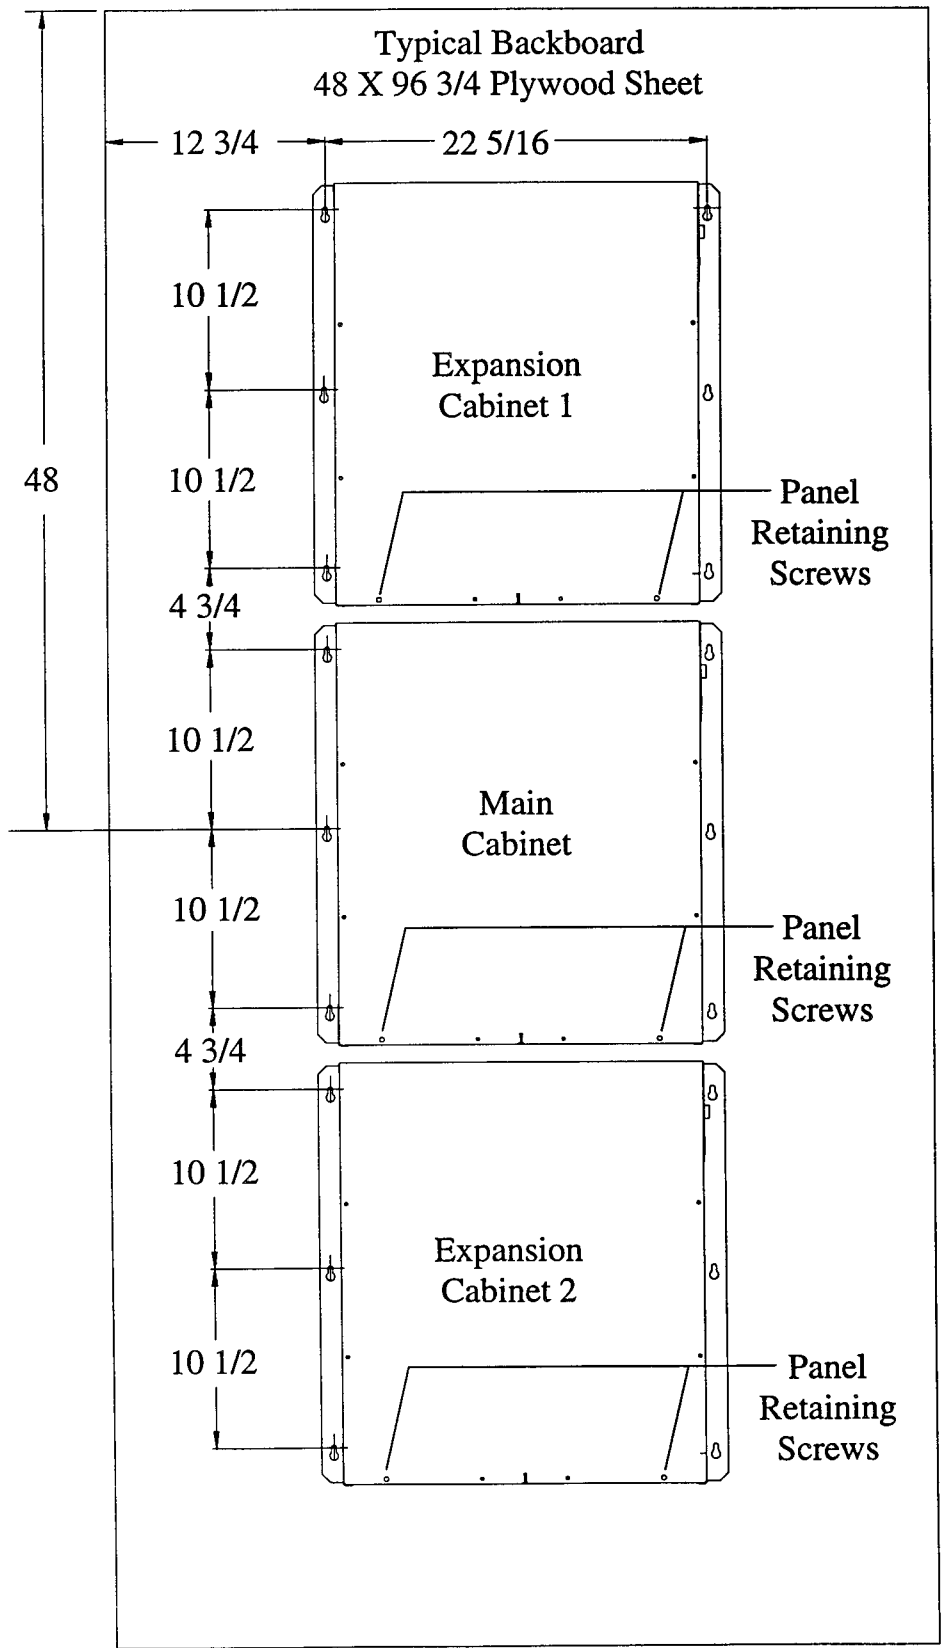 Typical Backboard
48 X 96 3/4 Plywood Sheet
12 3/4
22 5/16
10 1/2
Expansion
Cabinet 1
48
10 1/2
Panel
Retaining
Screws
4 3/4
10 1/2
Main
Cabinet
10 1/2
Panel
Retaining
Screws
4 3/4
10 1/2
Expansion
Cabinet 2
10 1/2
Panel
Retaining
Screws